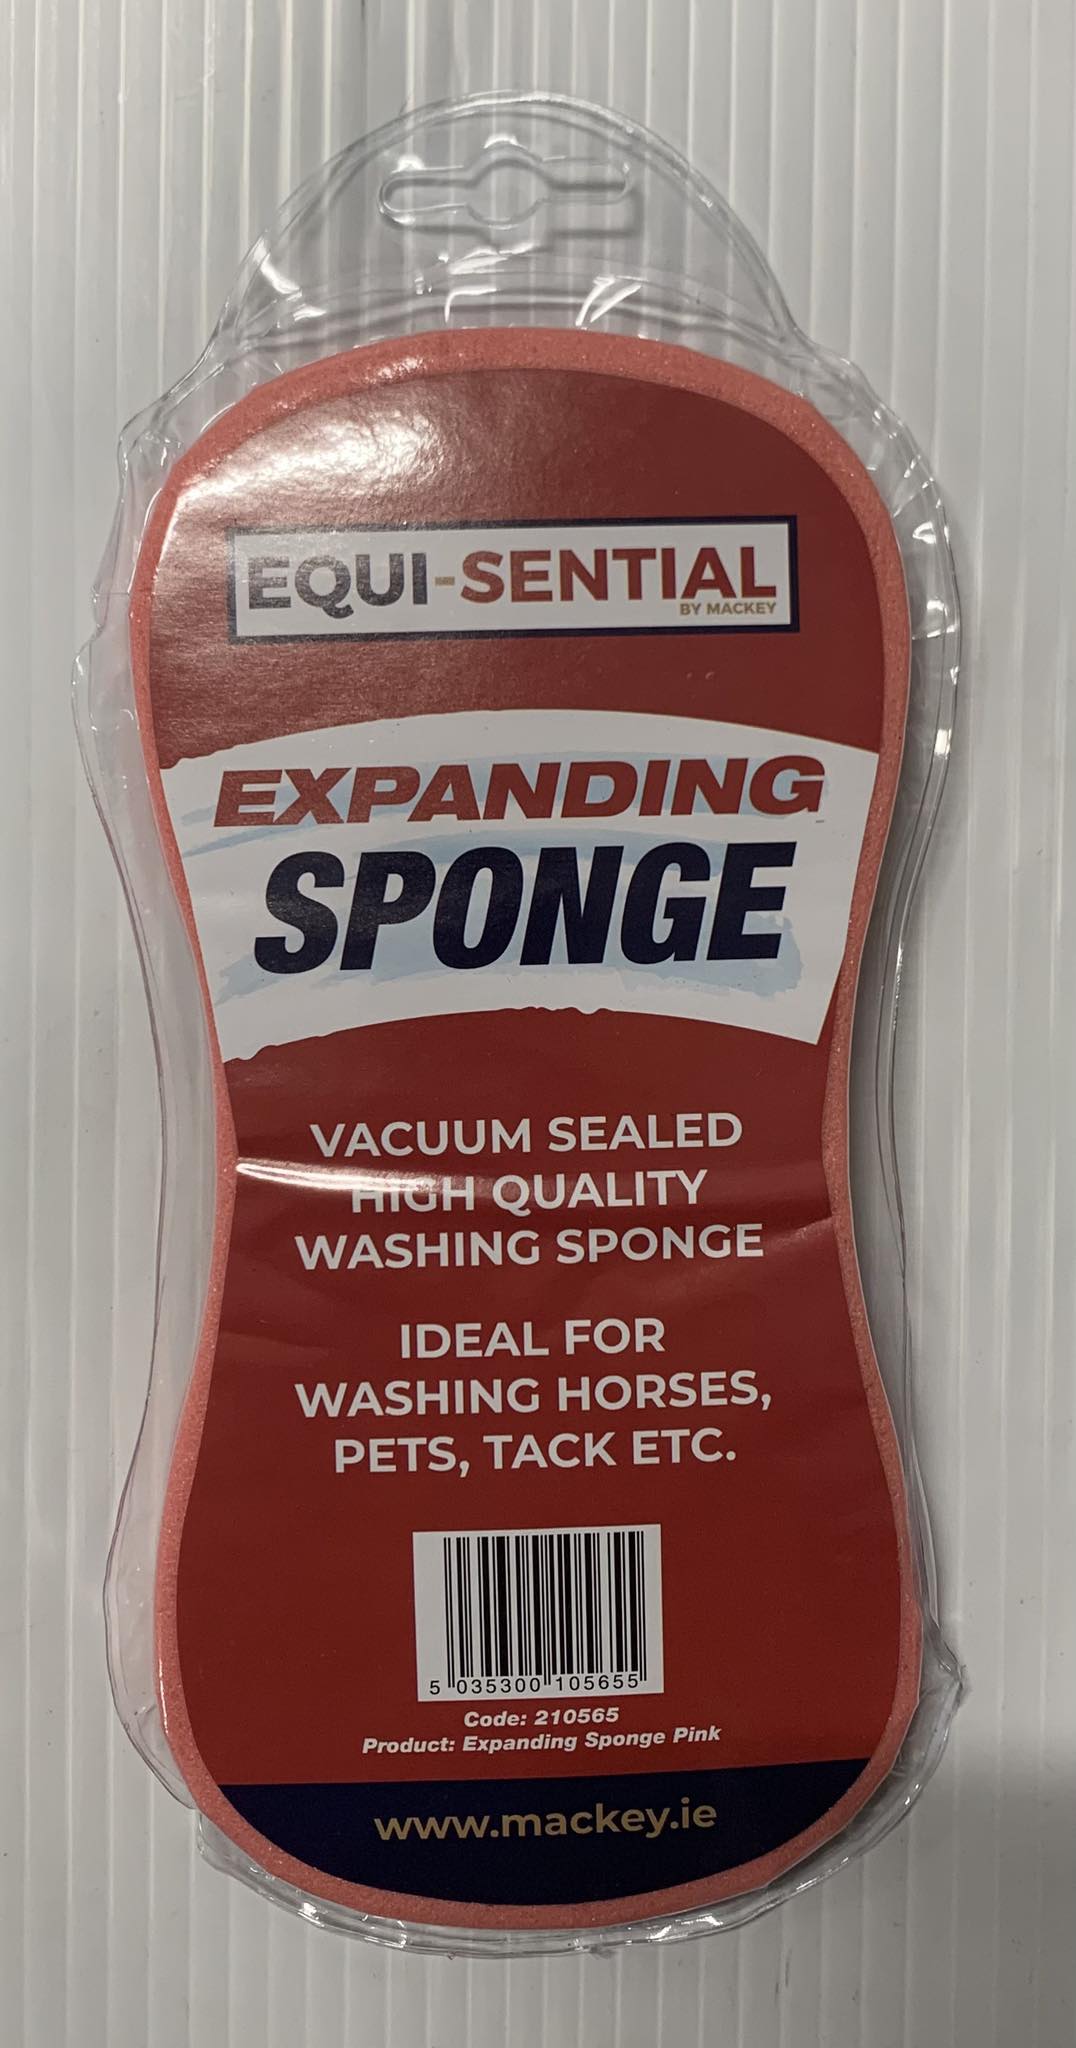 EQUI-SENTIAL
BY MACKEY
EXPANDING
SPONGE
VACUUM SEALED
HIGH QUALITY
WASHING SPONGE
IDEAL FOR
WASHING HORSES,
PETS, TACK ETC.
5 035300 105655
Code: 210565
Product: Expanding Sponge Pink
www.mackey.ie